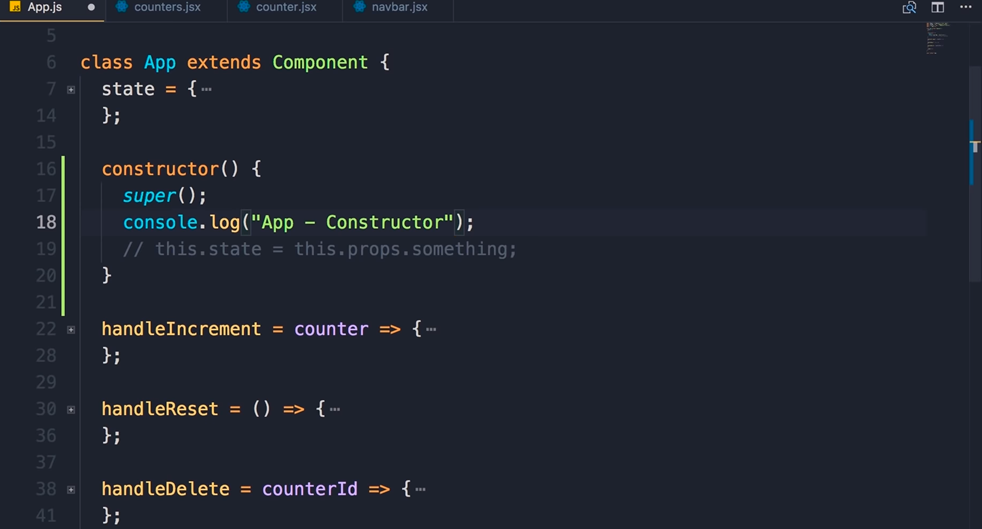 JS App.js ● counters.jsx counter.jsx navbar.jsx ···
5
6 class App extends Component {
7 state = {···
14 };
15
16 constructor() {
17 super();
18 console.log("App – Constructor");
19 // this.state = this.props.something;
20 }
21
22 handleIncrement = counter => {···
28 };
29
30 handleReset = () => {···
36 };
37
38 handleDelete = counterId => {···
41 };